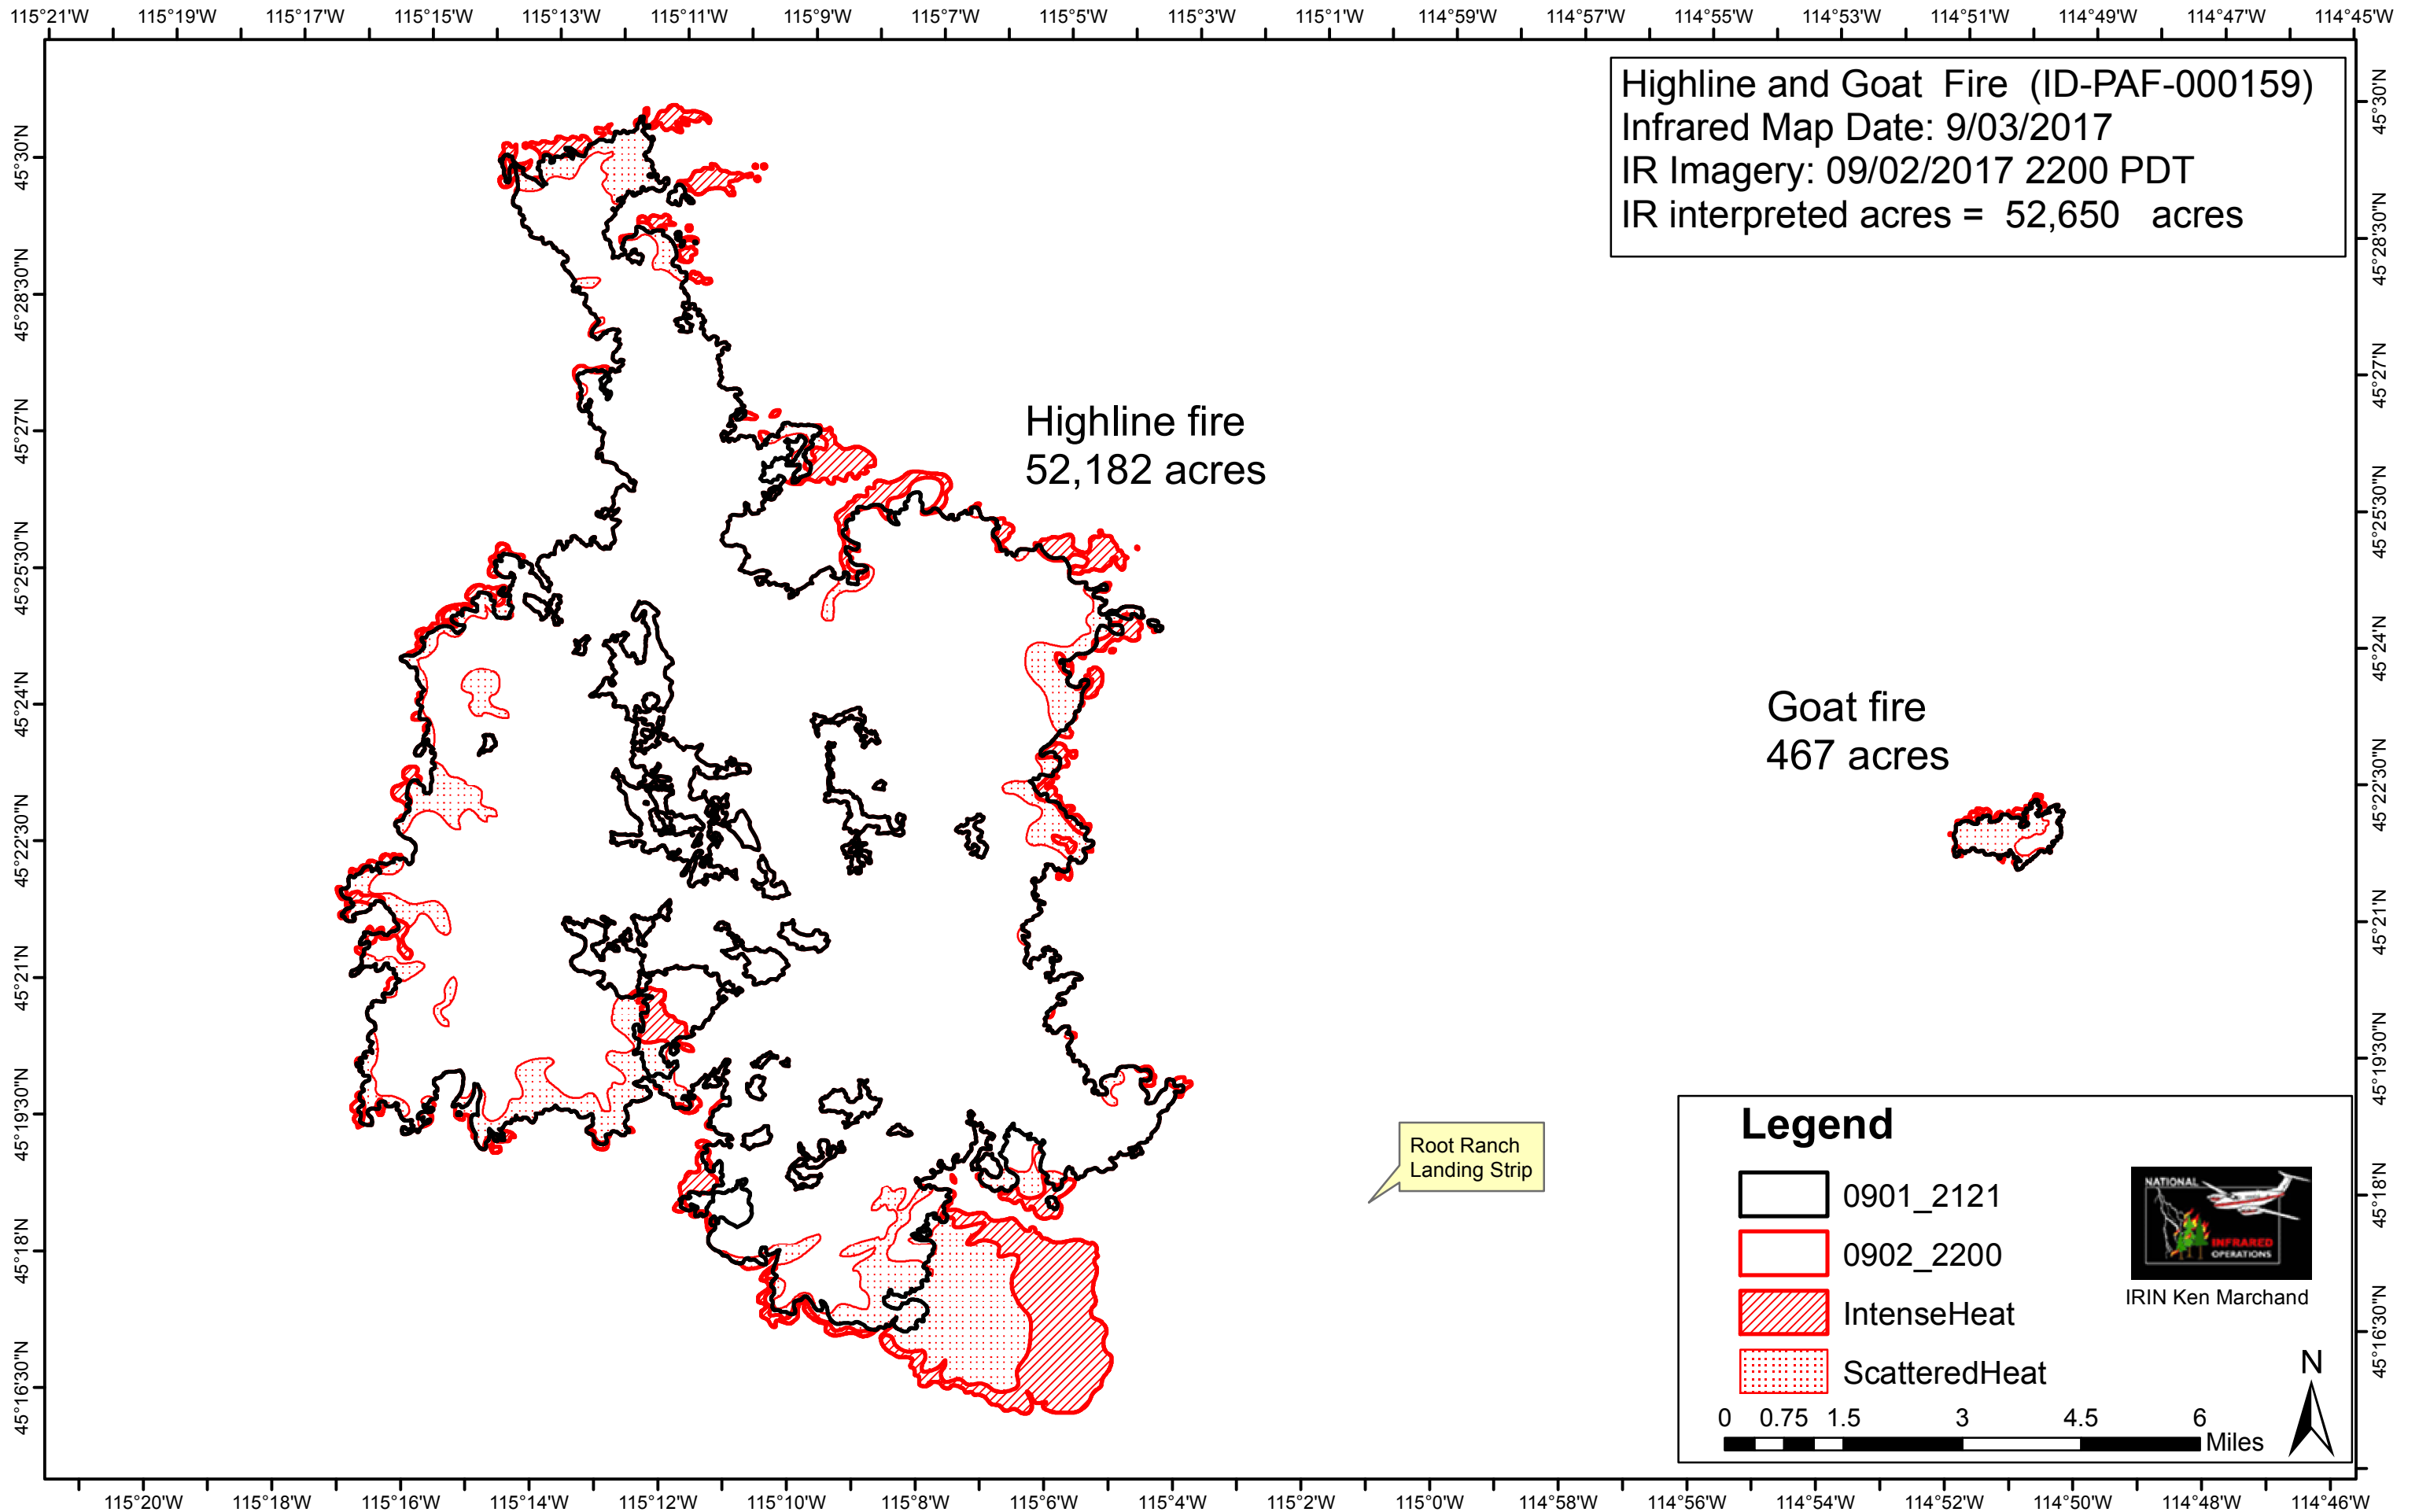 115°21'W 115°19'W 115°17'W 115°15'W 115°13'W 115°11'W 115°9'W 115°7'W 115°5'W 115°3'W 115°1'W 114°59'W 114°57'W 114°55'W 114°53'W 114°51'W 114°49'W 114°47'W 114°45'W
Highline and Goat Fire (ID-PAF-000159)
Infrared Map Date: 9/03/2017
IR Imagery: 09/02/2017 2200 PDT
IR interpreted acres = 52,650 acres
45°30'N
45°28'30"N
45°27'N
45°25'30"N
45°24'N
45°22'30"N
45°21'N
45°19'30"N
45°18'N
45°16'30"N
Highline fire
52,182 acres
Goat fire
467 acres
Root Ranch
Landing Strip
45°30'N
45°28'30"N
45°27'N
45°25'30"N
45°24'N
45°22'30"N
45°21'N
45°19'30"N
45°18'N
45°16'30"N
Legend
0901_2121
0902_2200
IntenseHeat
ScatteredHeat
NATIONAL
INFRARED
OPERATIONS
IRIN Ken Marchand
N
0 0.75 1.5 3 4.5 6
Miles
115°20'W 115°18'W 115°16'W 115°14'W 115°12'W 115°10'W 115°8'W 115°6'W 115°4'W 115°2'W 115°0'W 114°58'W 114°56'W 114°54'W 114°52'W 114°50'W 114°48'W 114°46'W